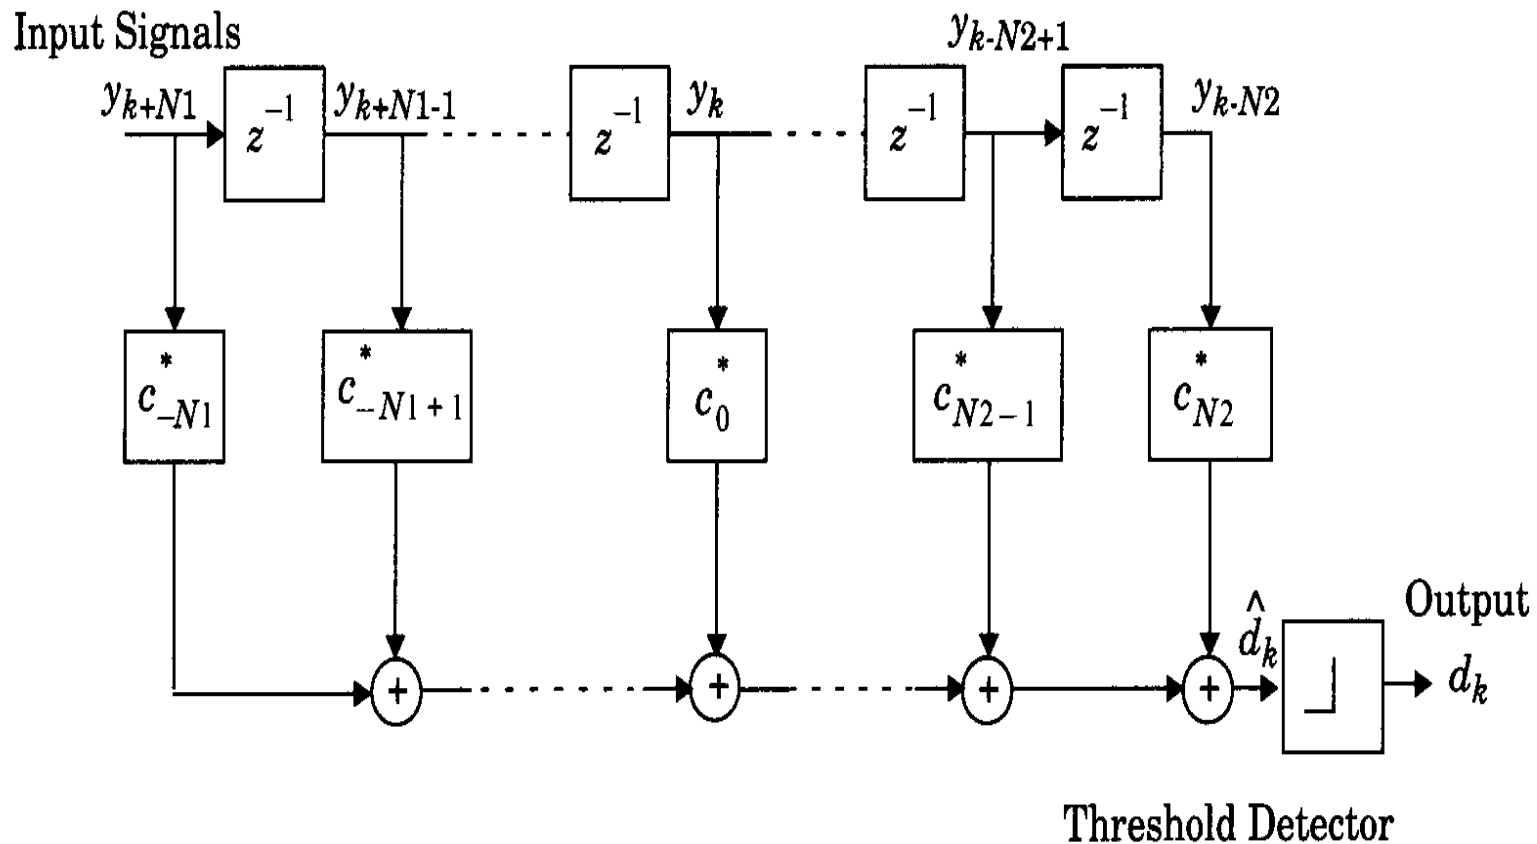 Input Signals
y_{k-N2+1}
y_{k+N1} z^{-1} y_{k+N1-1} z^{-1} y_k z^{-1} z^{-1} y_{k-N2}
c^*_{-N1} c^*_{-N1+1} c^*_0 c^*_{N2-1} c^*_{N2}
Output
+ + + + \hat{d}_k d_k
Threshold Detector